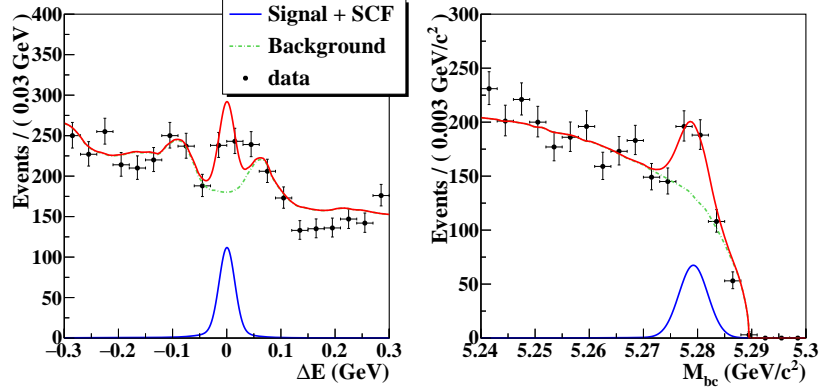 Signal + SCF
Background
data
Events / ( 0.03 GeV)
400
350
300
250
200
150
100
50
0
−0.3 −0.2 −0.1 0 0.1 0.2 0.3
ΔE (GeV)
Events / ( 0.003 GeV/c²)
300
250
200
150
100
50
0
5.24 5.25 5.26 5.27 5.28 5.29 5.3
M_bc (GeV/c²)